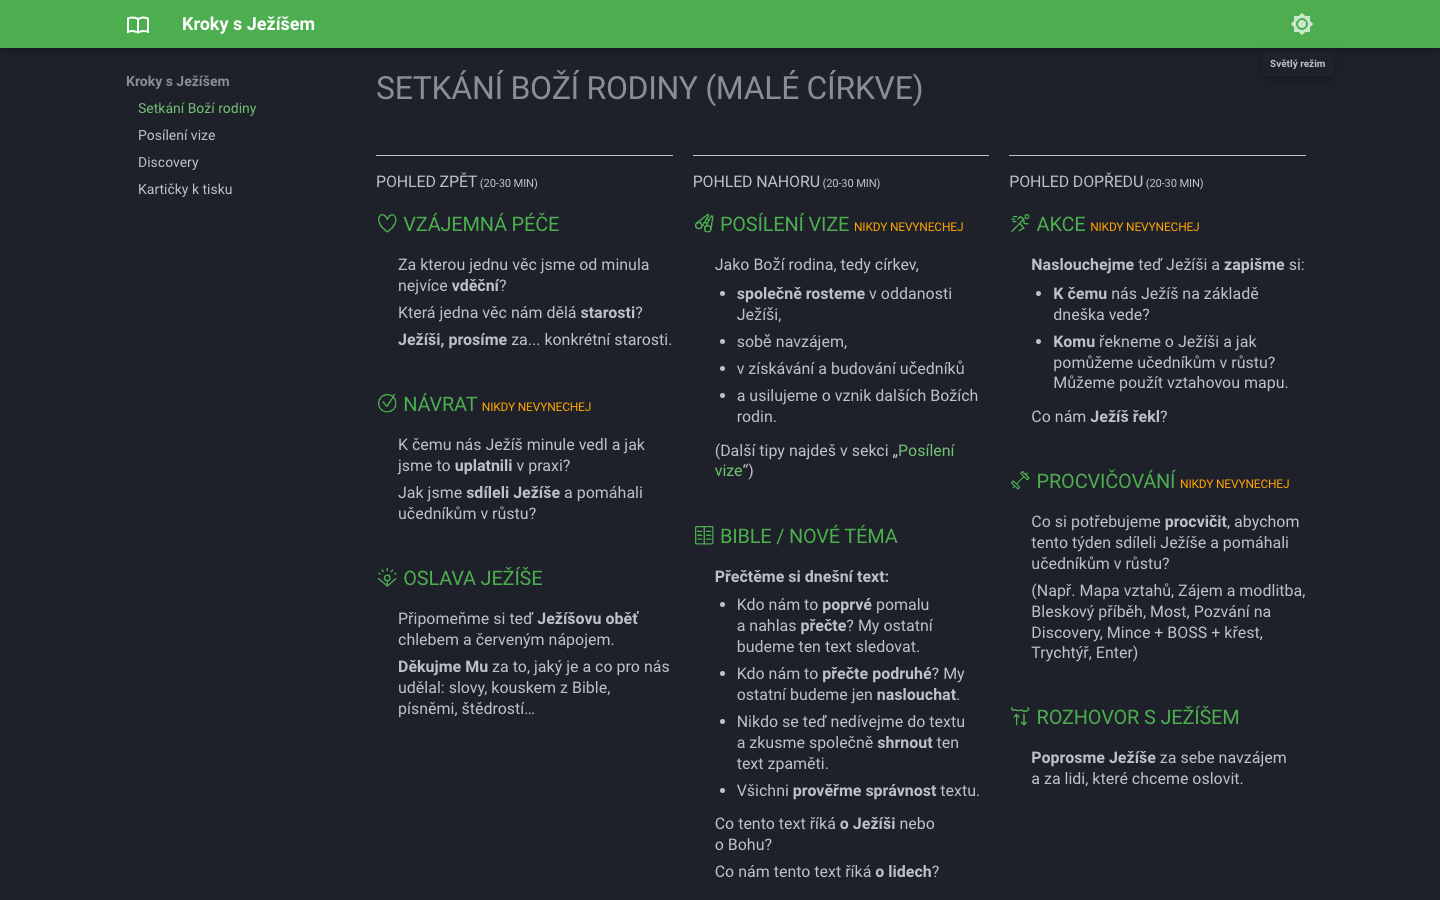 Kroky s Ježíšem
Světlý režim
Kroky s Ježíšem
Setkání Boží rodiny
Posílení vize
Discovery
Kartičky k tisku
SETKÁNÍ BOŽÍ RODINY (MALÉ CÍRKVE)
POHLED ZPĚT (20-30 MIN)
VZÁJEMNÁ PÉČE
Za kterou jednu věc jsme od minula
nejvíce vděční?
Která jedna věc nám dělá starosti?
Ježíši, prosíme za... konkrétní starosti.
NÁVRAT NIKDY NEVYNECHEJ
K čemu nás Ježíš minule vedl a jak
jsme to uplatnili v praxi?
Jak jsme sdíleli Ježíše a pomáhali
učedníkům v růstu?
OSLAVA JEŽÍŠE
Připomeňme si teď Ježíšovu oběť
chlebem a červeným nápojem.
Děkujme Mu za to, jaký je a co pro nás
udělal: slovy, kouskem z Bible,
písněmi, štědrostí…
POHLED NAHORU (20-30 MIN)
POSÍLENÍ VIZE NIKDY NEVYNECHEJ
Jako Boží rodina, tedy církev,
• společně rosteme v oddanosti
Ježíši,
• sobě navzájem,
• v získávání a budování učedníků
• a usilujeme o vznik dalších Božích
rodin.
(Další tipy najdeš v sekci „Posílení
vize“)
BIBLE / NOVÉ TÉMA
Přečtěme si dnešní text:
• Kdo nám to poprvé pomalu
a nahlas přečte? My ostatní
budeme ten text sledovat.
• Kdo nám to přečte podruhé? My
ostatní budeme jen naslouchat.
• Nikdo se teď nedívejme do textu
a zkusme společně shrnout ten
text zpaměti.
• Všichni prověřme správnost textu.
Co tento text říká o Ježíši nebo
o Bohu?
Co nám tento text říká o lidech?
POHLED DOPŘEDU (20-30 MIN)
AKCE NIKDY NEVYNECHEJ
Naslouchejme teď Ježíši a zapišme si:
• K čemu nás Ježíš na základě
dneška vede?
• Komu řekneme o Ježíši a jak
pomůžeme učedníkům v růstu?
Můžeme použít vztahovou mapu.
Co nám Ježíš řekl?
PROCVIČOVÁNÍ NIKDY NEVYNECHEJ
Co si potřebujeme procvičit, abychom
tento týden sdíleli Ježíše a pomáhali
učedníkům v růstu?
(Např. Mapa vztahů, Zájem a modlitba,
Bleskový příběh, Most, Pozvání na
Discovery, Mince + BOSS + křest,
Trychtýř, Enter)
ROZHOVOR S JEŽÍŠEM
Poprosme Ježíše za sebe navzájem
a za lidi, které chceme oslovit.